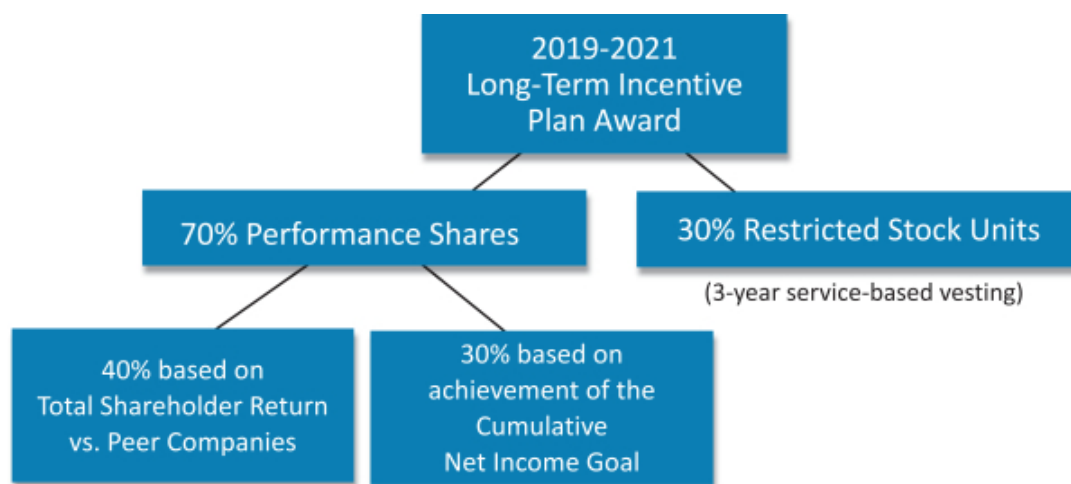 2019-2021
Long-Term Incentive
Plan Award
70% Performance Shares
30% Restricted Stock Units
(3-year service-based vesting)
40% based on
Total Shareholder Return
vs. Peer Companies
30% based on
achievement of the
Cumulative
Net Income Goal